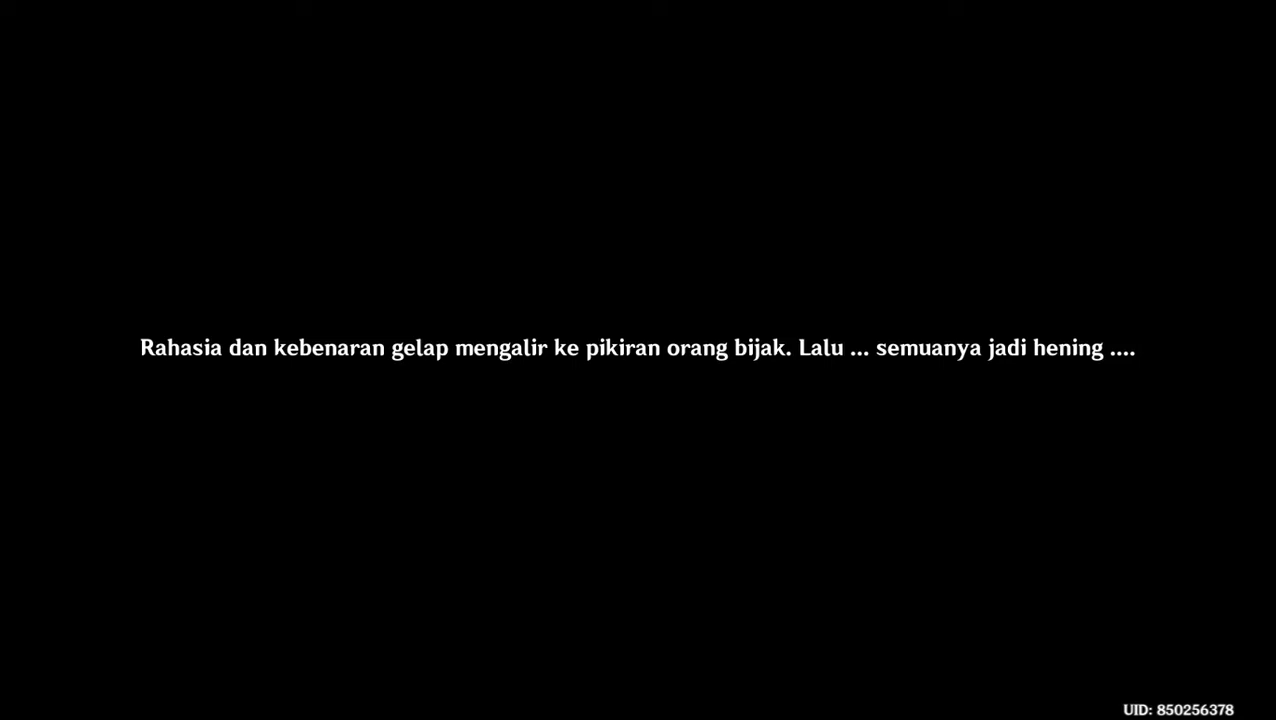 Rahasia dan kebenaran gelap mengalir ke pikiran orang bijak. Lalu ... semuanya jadi hening ....
UID: 850256378